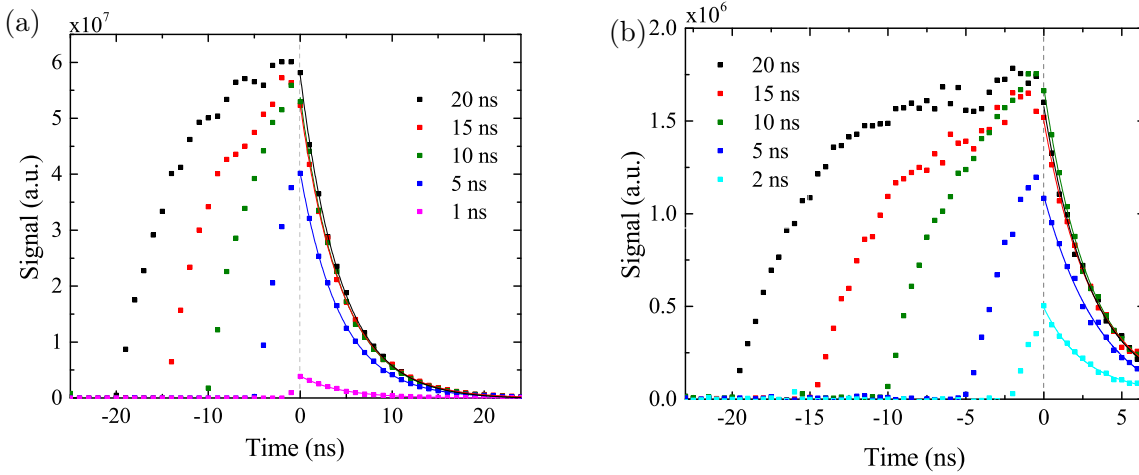 (a)
x10^7
6
5
4
3
2
1
0
Signal (a.u.)
20 ns
15 ns
10 ns
5 ns
1 ns
-20
-10
0
10
20
Time (ns)
(b)
x10^6
2.0
1.5
1.0
0.5
0.0
Signal (a.u.)
20 ns
15 ns
10 ns
5 ns
2 ns
-20
-15
-10
-5
0
5
Time (ns)